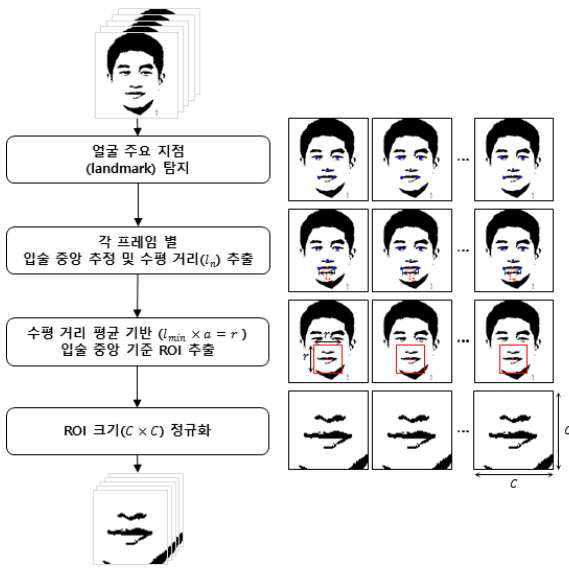 얼굴 주요 지점
(landmark) 탐지
...
각 프레임 별
입술 중앙 추정 및 수평 거리(lₙ) 추출
...
수평 거리 평균 기반 (l_min × a = r )
입술 중앙 기준 ROI 추출
r
r
...
ROI 크기(C × C) 정규화
...
C
C